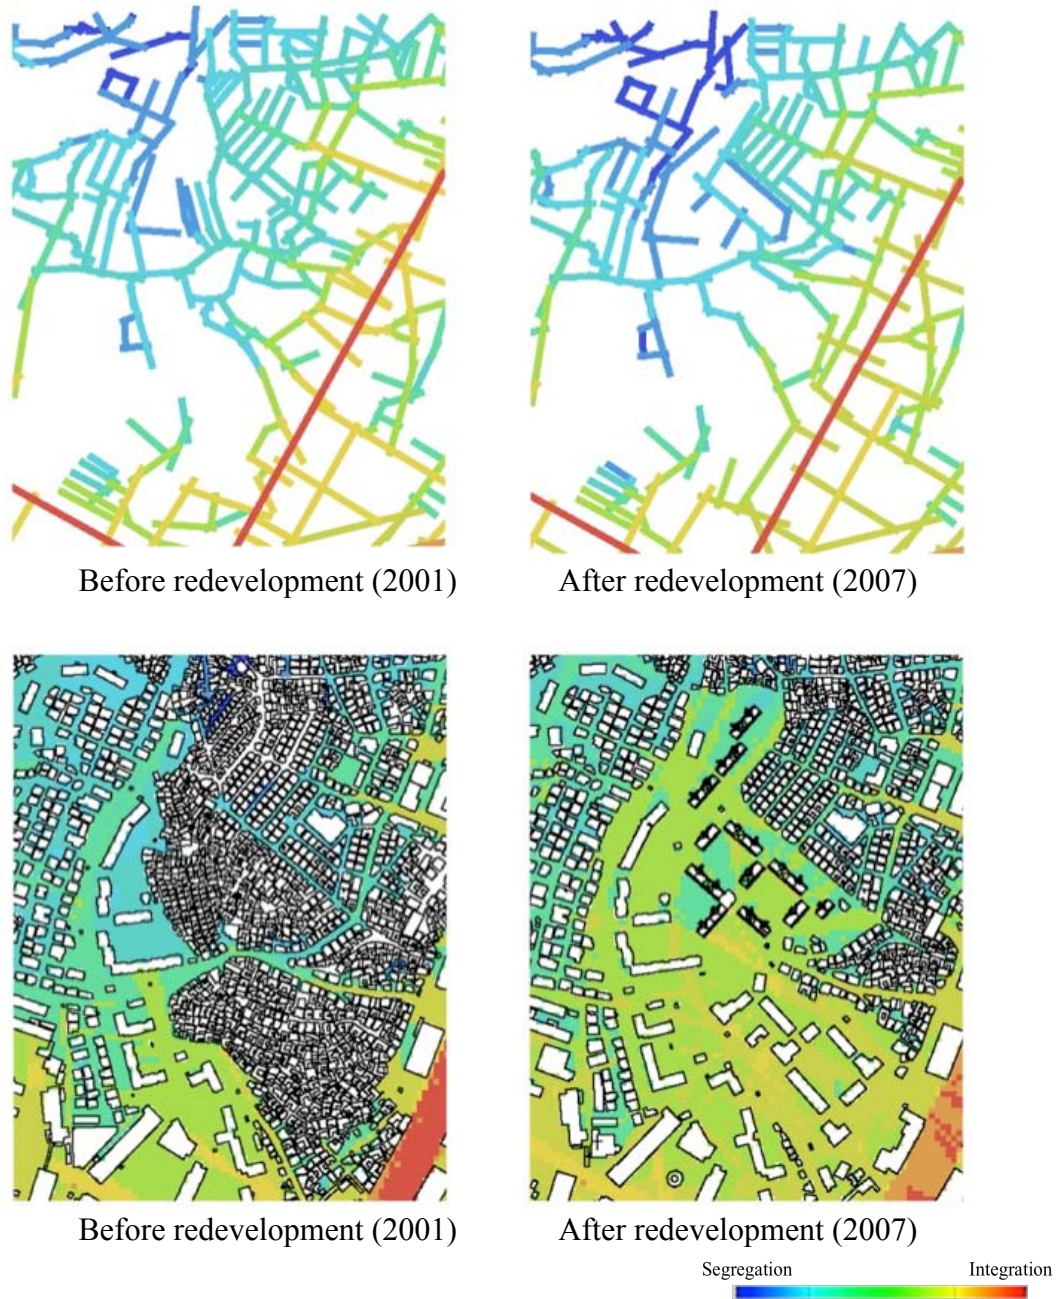 Before redevelopment (2001)
After redevelopment (2007)
Before redevelopment (2001)
After redevelopment (2007)
Segregation
Integration